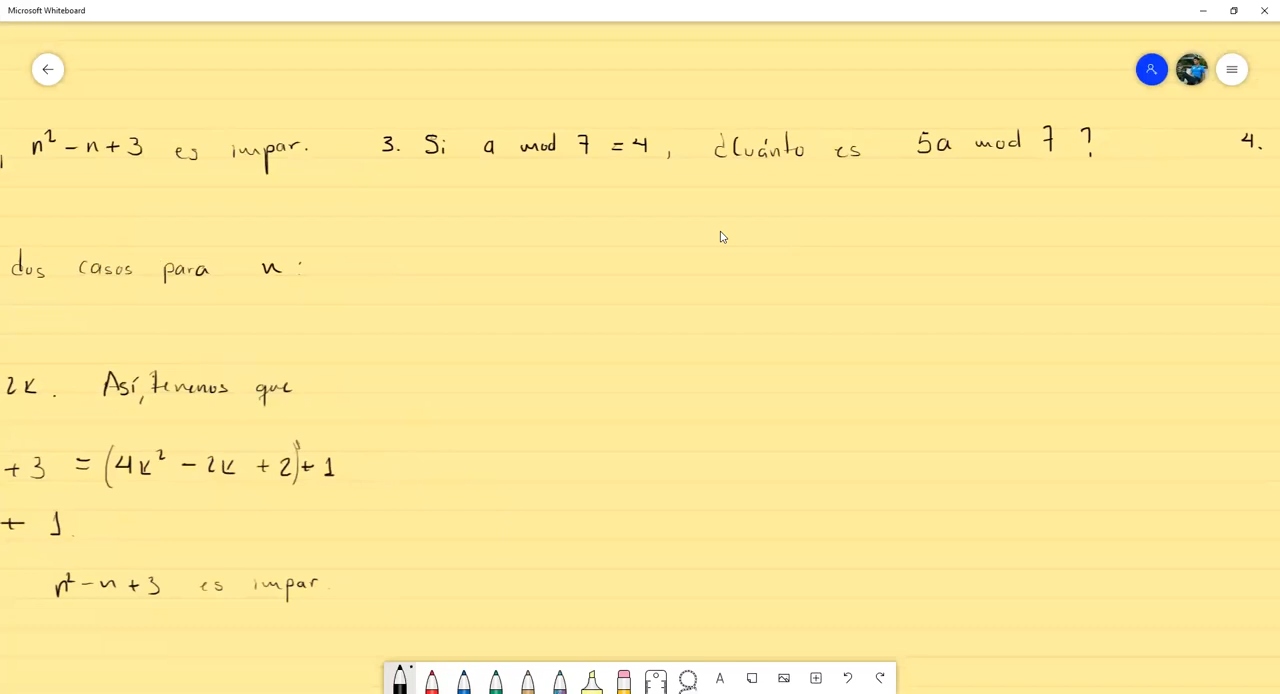 Microsoft Whiteboard
n² - n + 3 es impar.
3. Si a mod 7 = 4, ¿Cuánto es 5a mod 7 ?
4.
dos casos para n :
2k. Así, tenemos que
+ 3 = (4k² - 2k + 2) + 1
+ 1.
n² - n + 3 es impar.
A